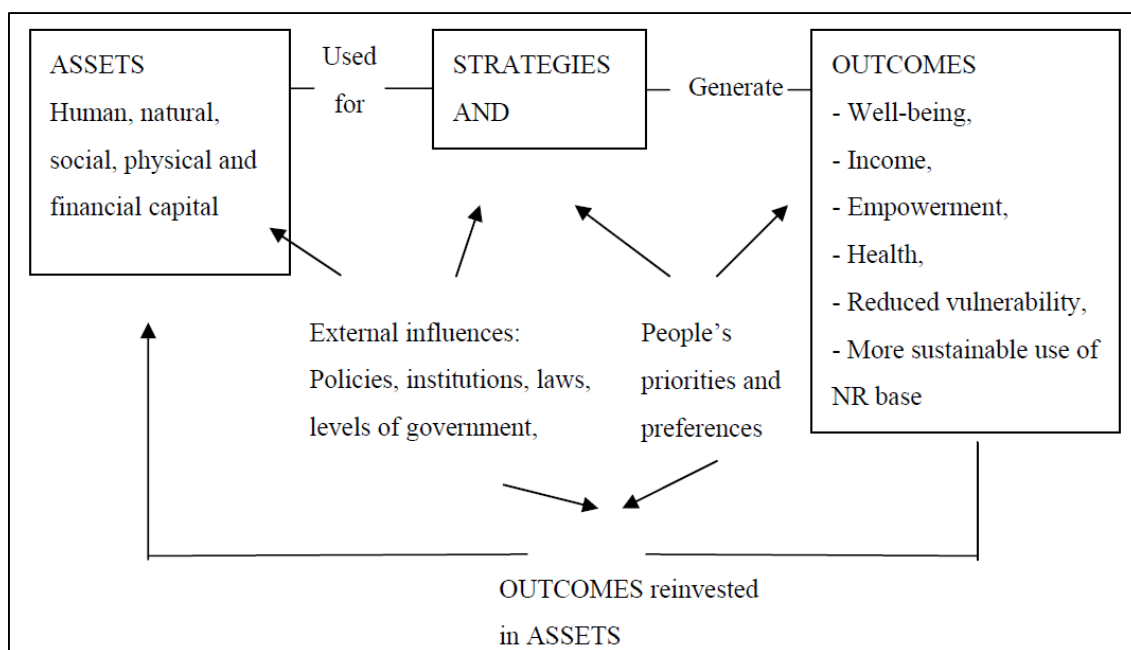 ASSETS
Human, natural,
social, physical and
financial capital
Used
for
STRATEGIES
AND
Generate
OUTCOMES
- Well-being,
- Income,
- Empowerment,
- Health,
- Reduced vulnerability,
- More sustainable use of
NR base
External influences:
Policies, institutions, laws,
levels of government,
People’s
priorities and
preferences
OUTCOMES reinvested
in ASSETS